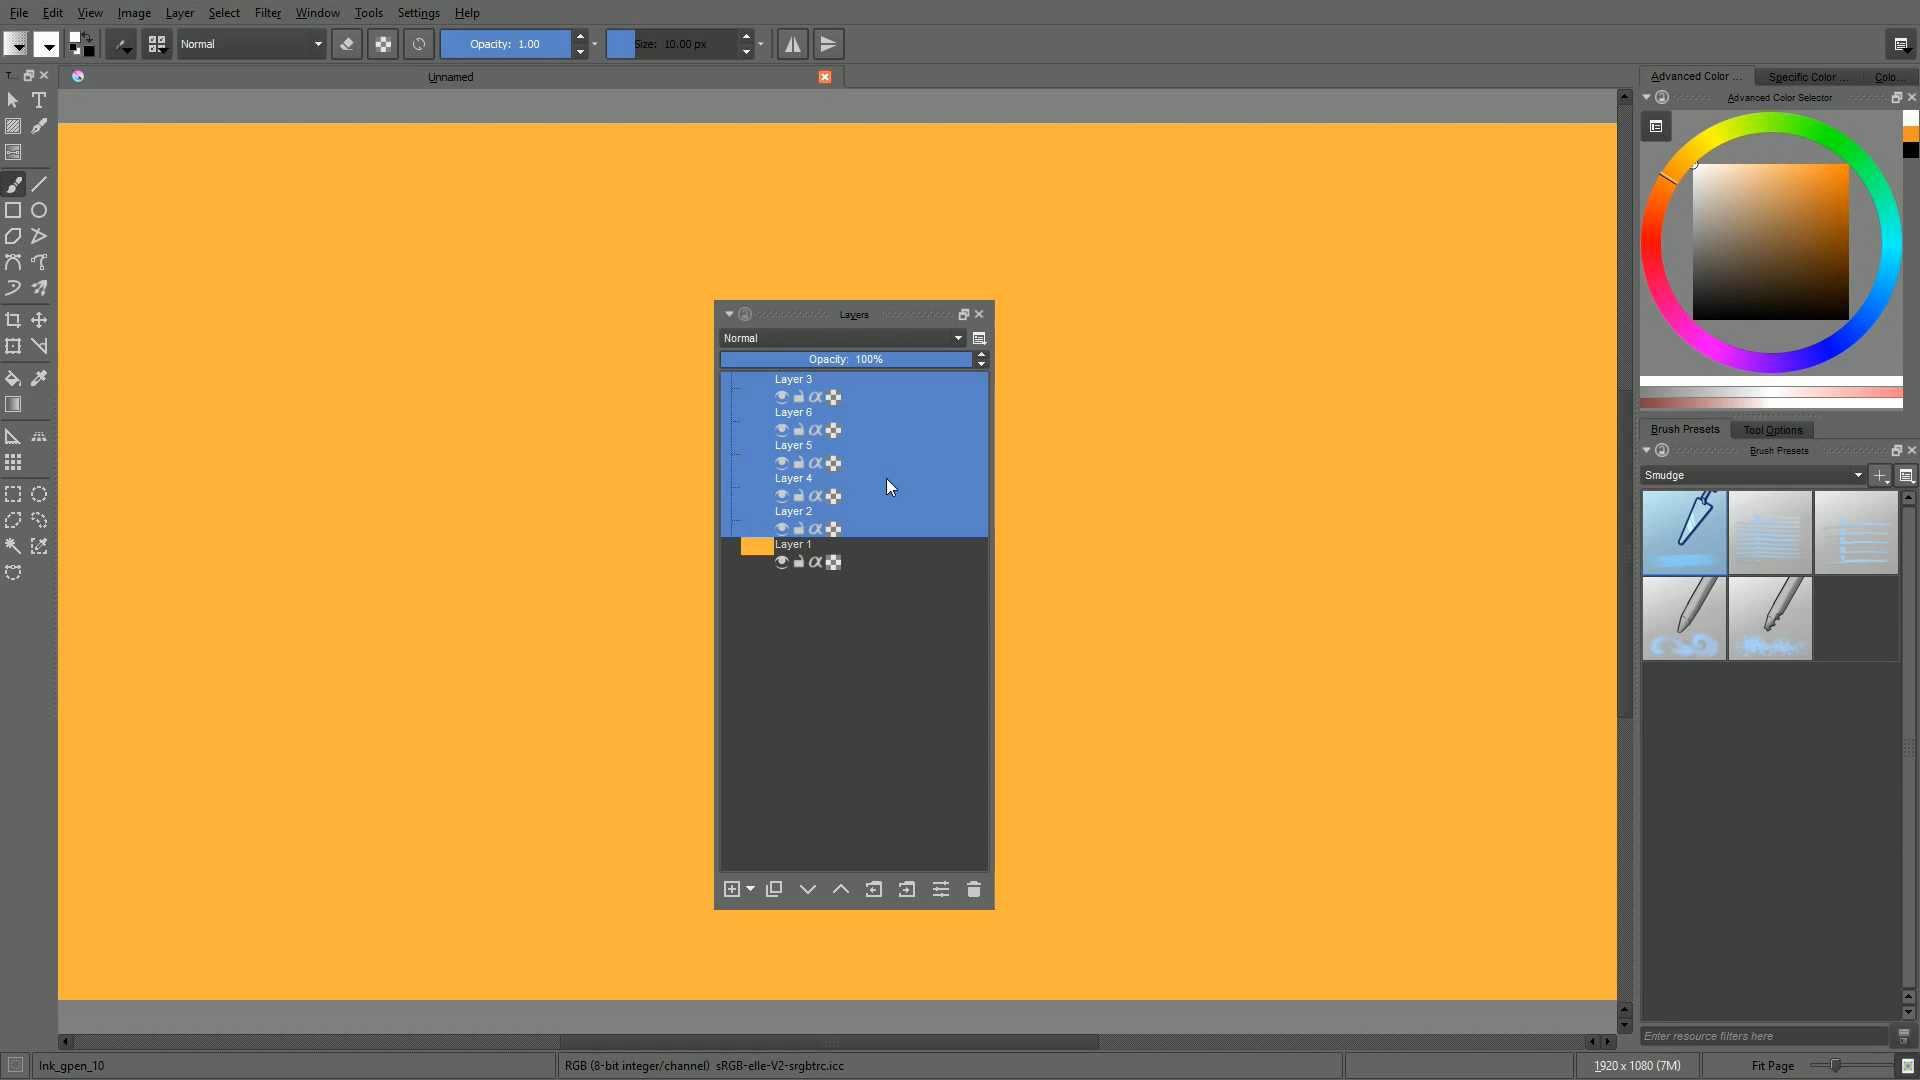 File Edit View Image Layer Select Filter Window Tools Settings Help
Normal Opacity: 1.00 Size: 10.00 px
T... Unnamed Advanced Color ... Specific Color ... Colo...
Advanced Color Selector
Layers
Normal
Opacity: 100%
Layer 3
Layer 6
Layer 5
Layer 4
Layer 2
Layer 1
Brush Presets Tool Options
Brush Presets
Smudge
Enter resource filters here
Ink_gpen_10 RGB (8-bit integer/channel) sRGB-elle-V2-srgbtrc.icc 1920 x 1080 (7M) Fit Page